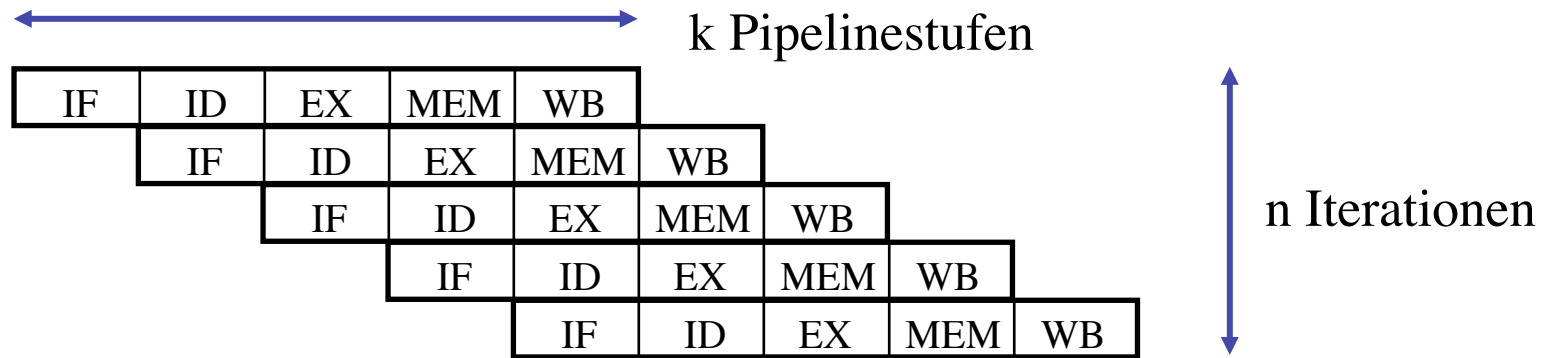 k Pipelinestufen
IF ID EX MEM WB
IF ID EX MEM WB
IF ID EX MEM WB
n Iterationen
IF ID EX MEM WB
IF ID EX MEM WB